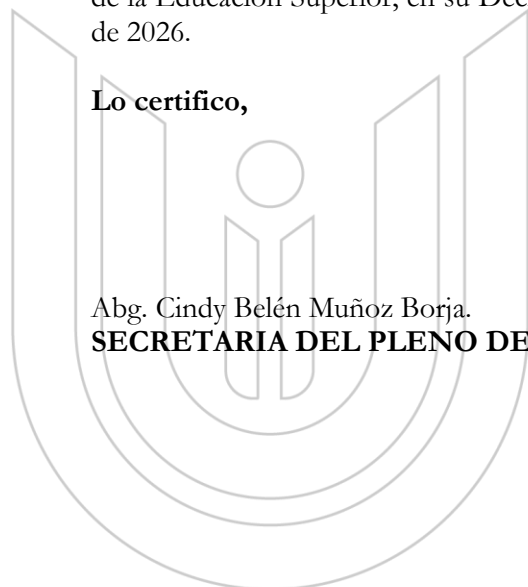 de la Educación Superior, en su
de 2026.
Lo certifico,
Abg. Cindy Belén Muñoz Borja.
SECRETARIA DEL PLENO DE